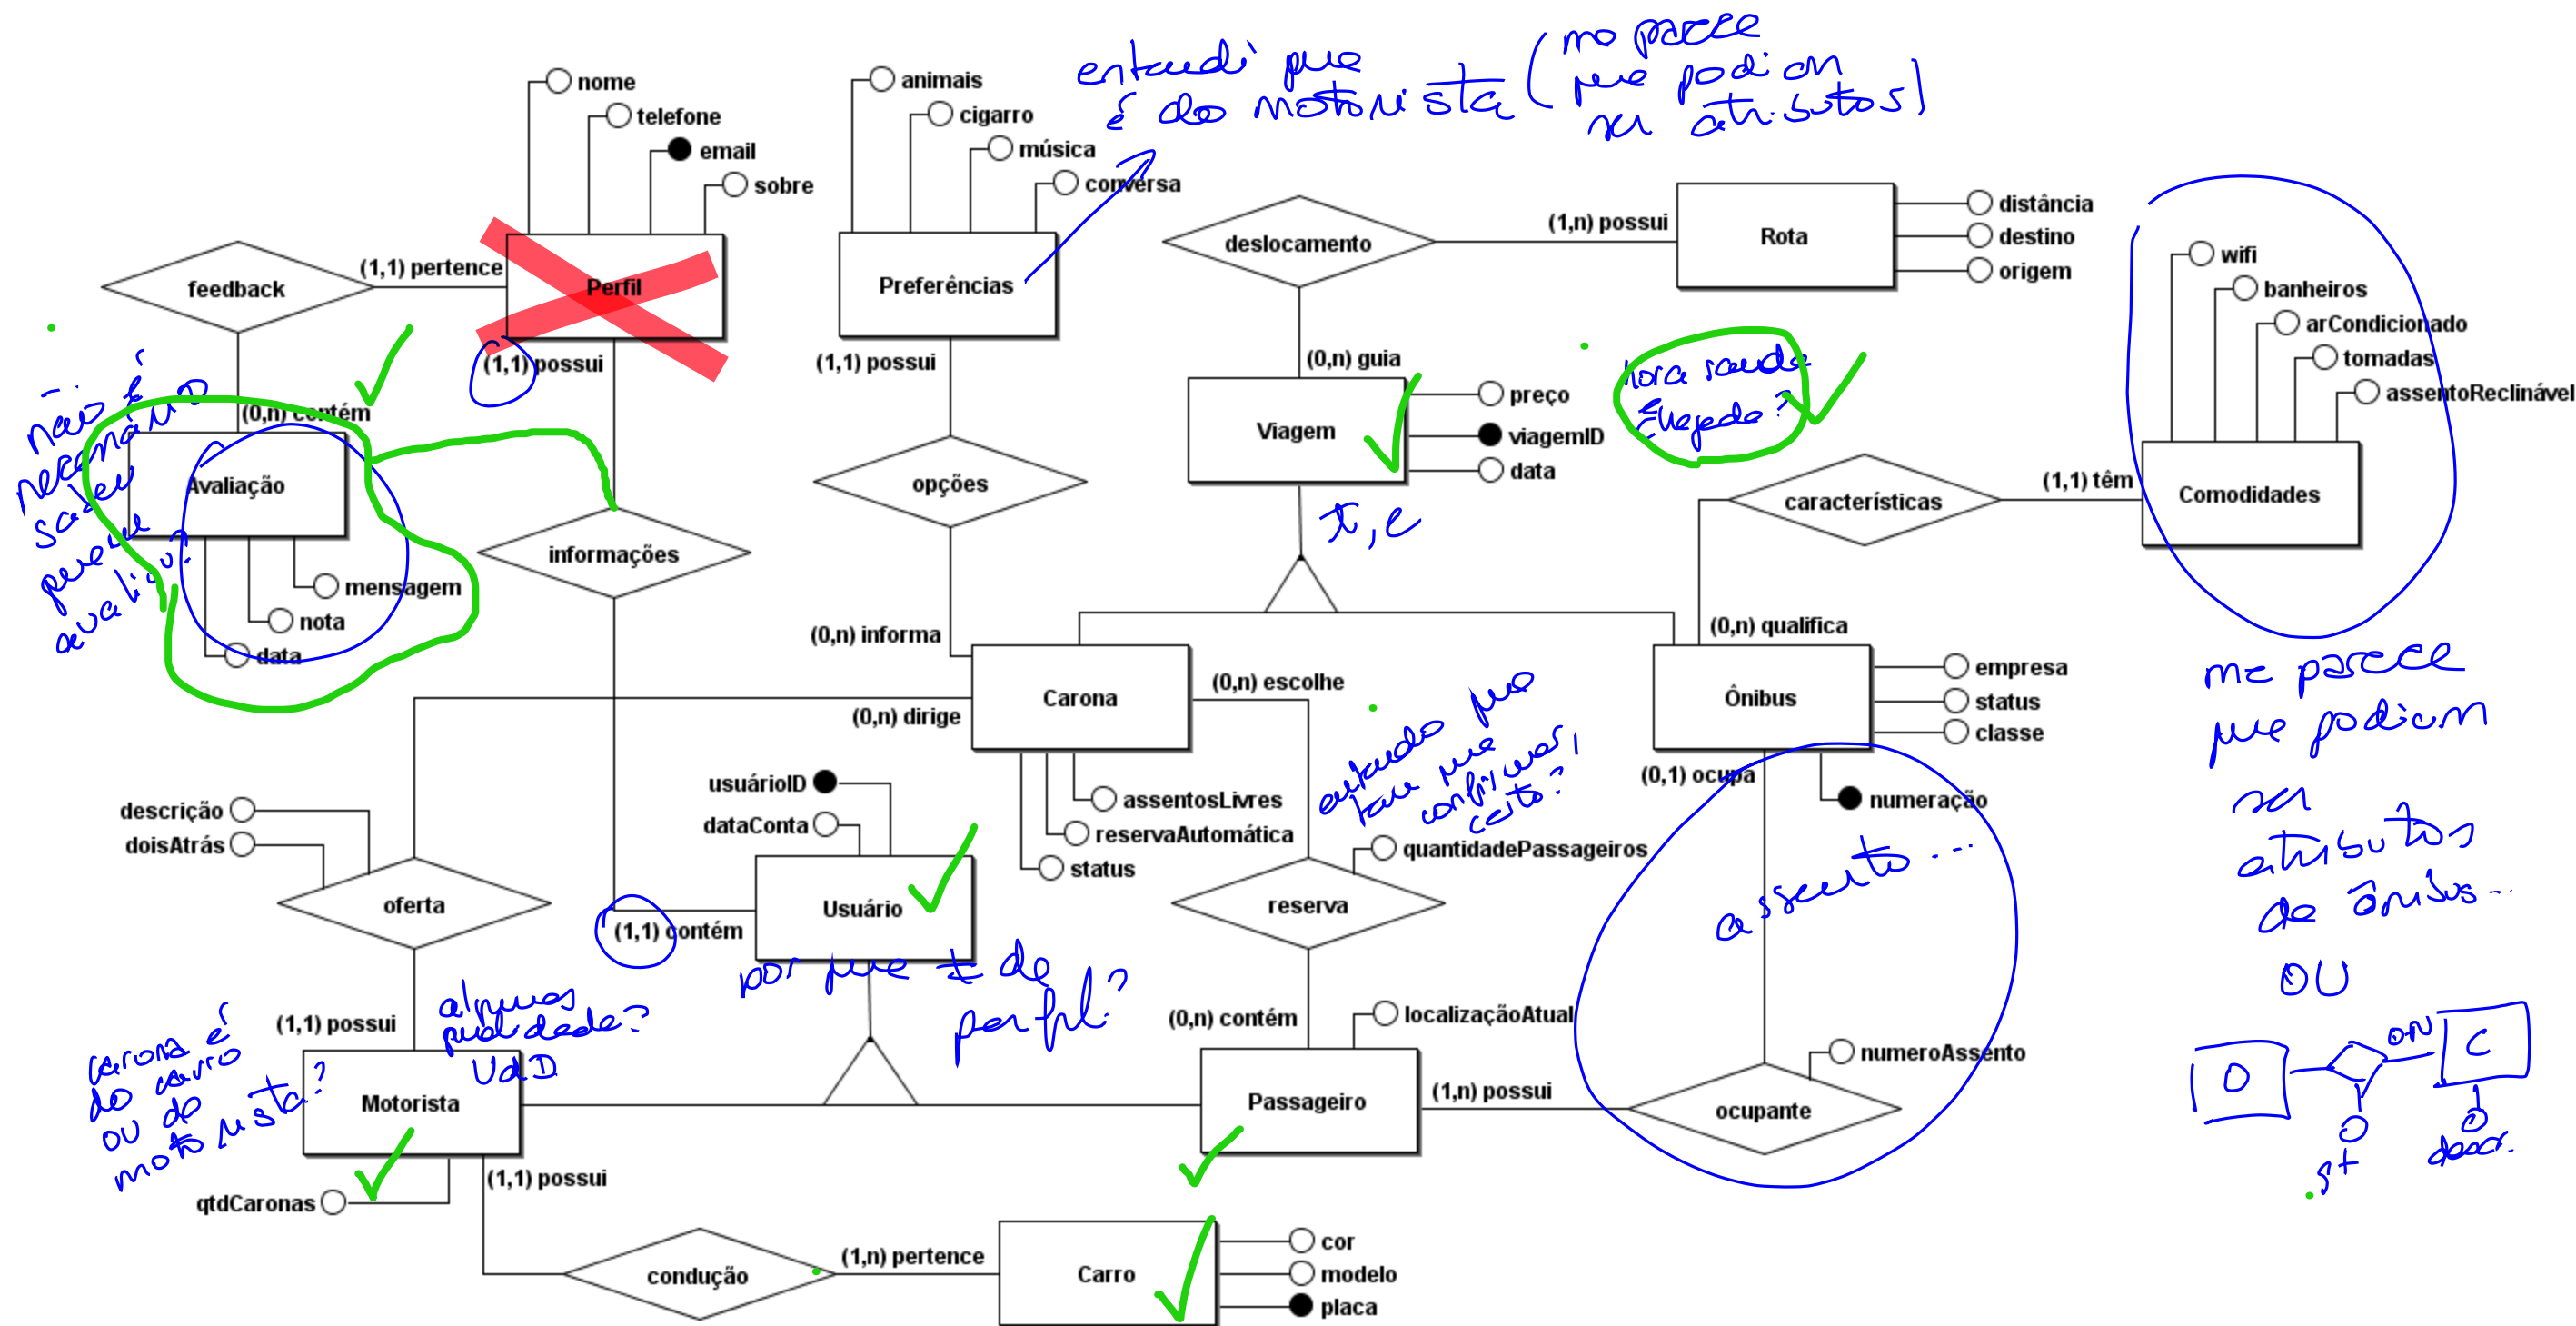 entendi que
é do motorista
(me parece
que podiam
ser atributos)
nome
telefone
email
sobre
animais
cigarro
música
conversa
Perfil
Preferências
deslocamento
(1,n) possui
Rota
distância
destino
origem
wifi
banheiros
arCondicionado
tomadas
assentoReclinável
feedback
(1,1) pertence
(1,1) possui
(1,1) possui
(0,n) guia
hora saída
e
chegada?
não é
necessário
saber
quem
avaliou?
(0,n) contém
Avaliação
mensagem
nota
data
informações
opções
Viagem
preço
viagemID
data
t, e
características
(1,1) têm
Comodidades
(0,n) informa
(0,n) qualifica
Carona
(0,n) escolhe
(0,n) dirige
Ônibus
empresa
status
classe
me parece
que podiam
ser
atributos
de ônibus...
OU
O
ON
C
st
descr.
(0,1) ocupa
numeração
assento...
entendo que
tem que
confirmar,
certo?
assentosLivres
reservaAutomática
status
usuárioID
dataConta
Usuário
(1,1) contém
por que ≠ de
perfil?
descrição
doisAtrás
oferta
quantidadePassageiros
reserva
(0,n) contém
localizaçãoAtual
numeroAssento
(1,1) possui
alguma
qualidade?
UdD
carona é
do carro
ou do
motorista?
Motorista
Passageiro
(1,n) possui
ocupante
qtdCaronas
(1,1) possui
condução
(1,n) pertence
Carro
cor
modelo
placa